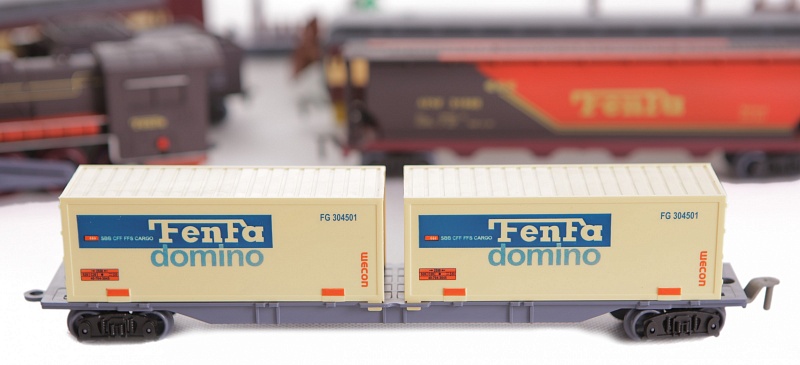 FenFa
FG 304501
SBB CFF FFS CARGO FenFa
domino
wecon
FG 304501
SBB CFF FFS CARGO FenFa
domino
wecon